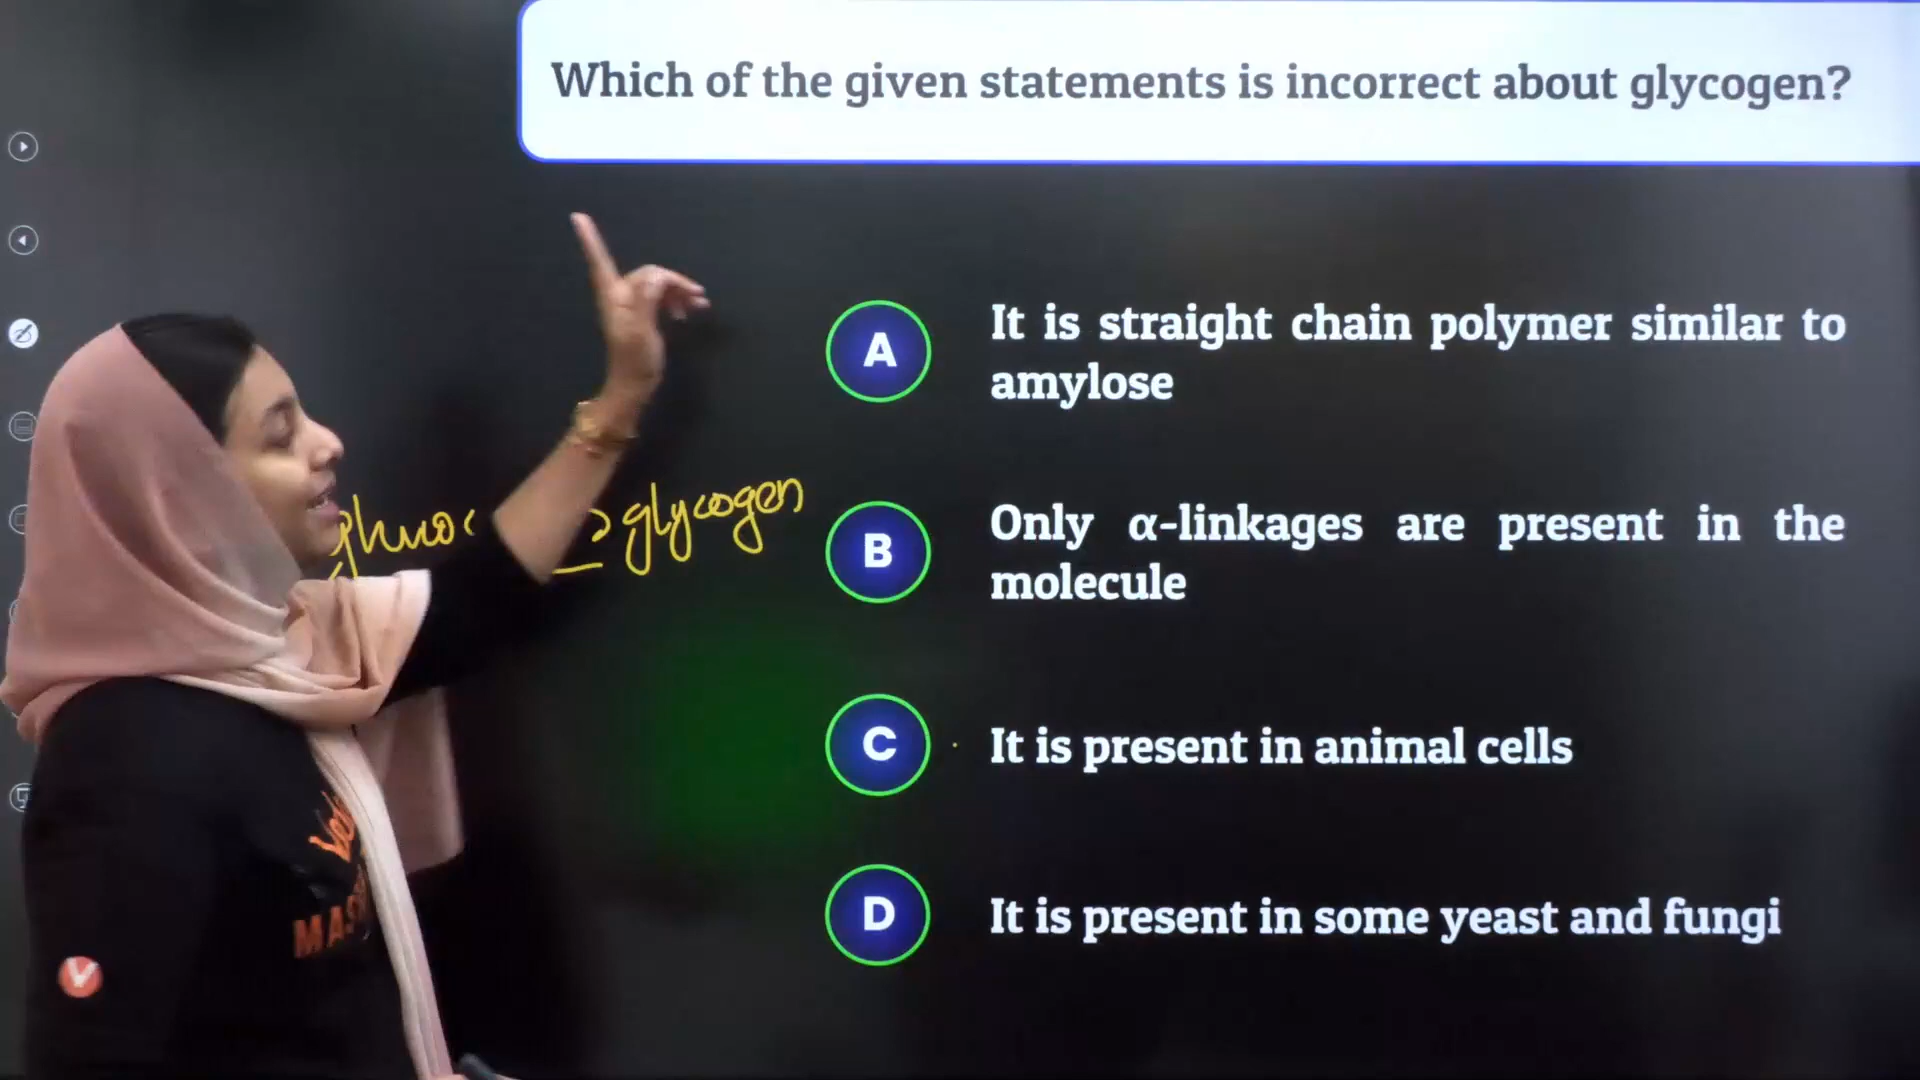 Which of the given statements is incorrect about glycogen?
A
It is straight chain polymer similar to
amylose
glycogen
B
Only α-linkages are present in the
molecule
C
It is present in animal cells
D
It is present in some yeast and fungi
V